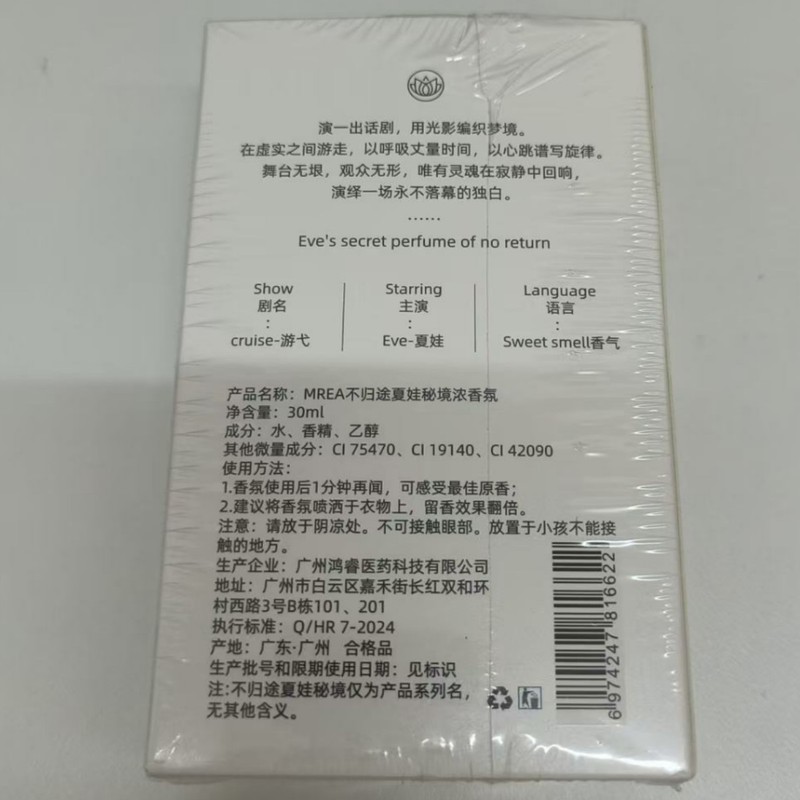 演一出话剧，用光影编织梦境。
在虚实之间游走，以呼吸丈量时间，以心跳谱写旋律。
舞台无垠，观众无形，唯有灵魂在寂静中回响，
演绎一场永不落幕的独白。
······
Eve's secret perfume of no return
Show
剧名
:
cruise-游弋
Starring
主演
:
Eve-夏娃
Language
语言
:
Sweet smell香气
产品名称：MREA不归途夏娃秘境浓香氛
净含量：30ml
成分：水、香精、乙醇
其他微量成分：CI 75470、CI 19140、CI 42090
使用方法：
1.香氛使用后1分钟再闻，可感受最佳原香；
2.建议将香氛喷洒于衣物上，留香效果翻倍。
注意：请放于阴凉处。不可接触眼部。放置于小孩不能接
触的地方。
生产企业：广州鸿睿医药科技有限公司
地址：广州市白云区嘉禾街长红双和环
村西路3号B栋101、201
执行标准：Q/HR 7-2024
产地：广东·广州 合格品
生产批号和限期使用日期：见标识
注:不归途夏娃秘境仅为产品系列名，
无其他含义。
6 974247 816622